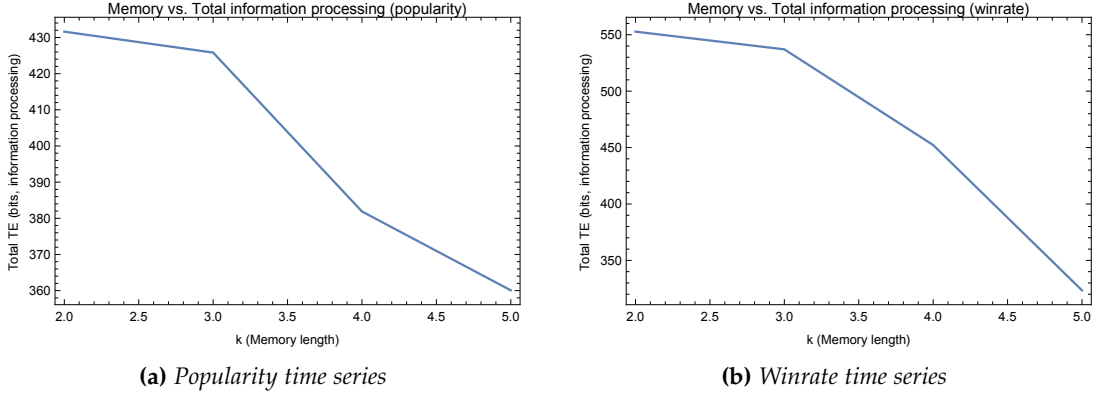 Memory vs. Total information processing (popularity)
430
420
410
400
390
380
370
360
Total TE (bits, information processing)
2.0 2.5 3.0 3.5 4.0 4.5 5.0
k (Memory length)
(a) Popularity time series
Memory vs. Total information processing (winrate)
550
500
450
400
350
Total TE (bits, information processing)
2.0 2.5 3.0 3.5 4.0 4.5 5.0
k (Memory length)
(b) Winrate time series